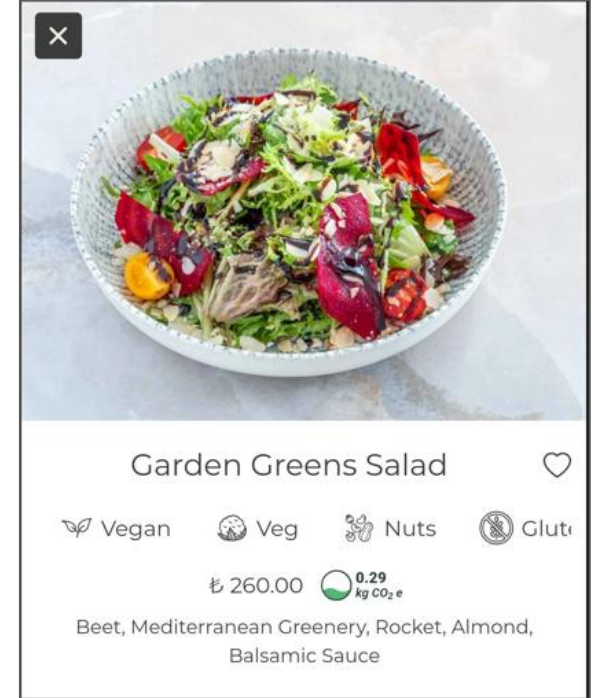 Garden Greens Salad
Vegan Veg Nuts Glut
₺ 260.00 0.29
kg CO₂ e
Beet, Mediterranean Greenery, Rocket, Almond,
Balsamic Sauce